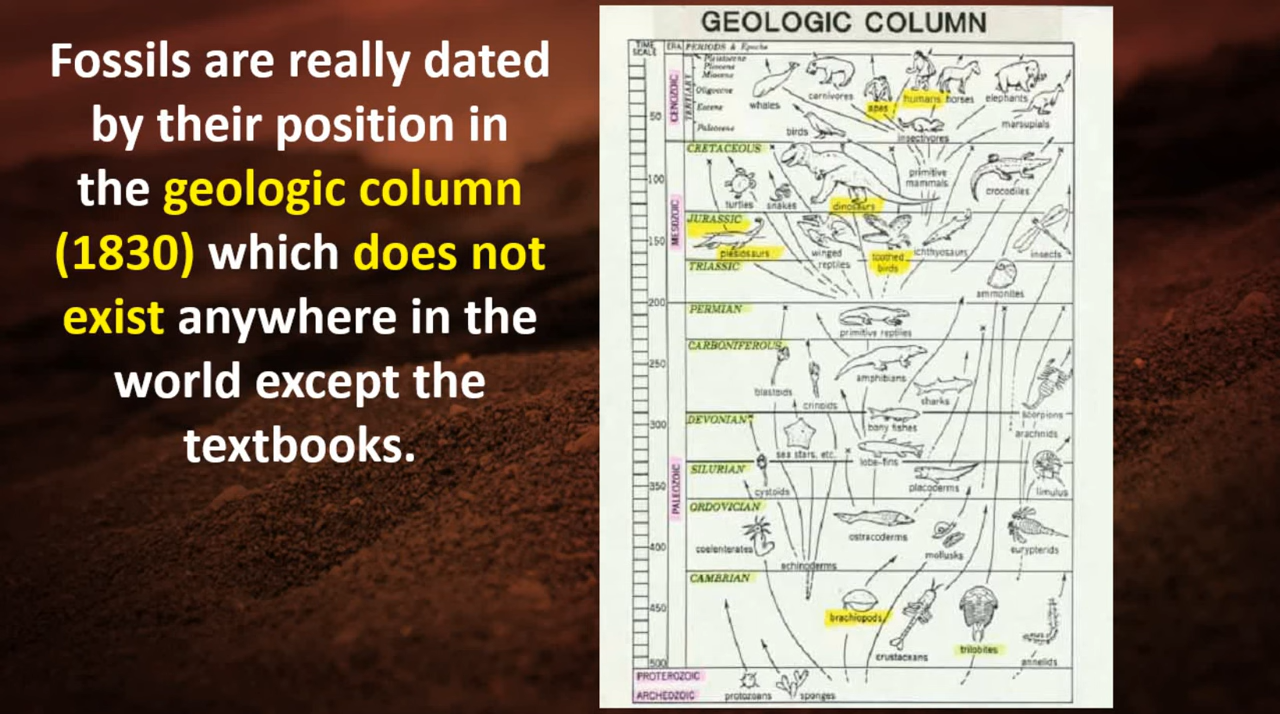 Fossils are really dated
by their position in
the geologic column
(1830) which does not
exist anywhere in the
world except the
textbooks.
GEOLOGIC COLUMN
TIME SCALE ERA PERIODS & Epochs
CENOZOIC
TERTIARY
Pleistocene
Pliocene
Miocene
Oligocene
Eocene
Paleocene
50
whales
carnivores
apes
humans
horses
elephants
marsupials
birds
insectivores
MESOZOIC
CRETACEOUS
100
turtles
snakes
dinosaurs
primitive
mammals
crocodiles
JURASSIC
150
plesiosaurs
winged
reptiles
toothed
birds
ichthyosaurs
insects
TRIASSIC
ammonites
200
PALEOZOIC
PERMIAN
primitive reptiles
CARBONIFEROUS
250
blastoids
crinoids
amphibians
sharks
scorpions
300
DEVONIAN
bony fishes
arachnids
sea stars, etc.
lobe-fins
SILURIAN
350
cystoids
placoderms
limulus
ORDOVICIAN
400
coelenterates
ostracoderms
mollusks
eurypterids
echinoderms
CAMBRIAN
450
brachiopods
crustaceans
trilobites
annelids
500
PROTEROZOIC
ARCHEOZOIC
protozoans
sponges